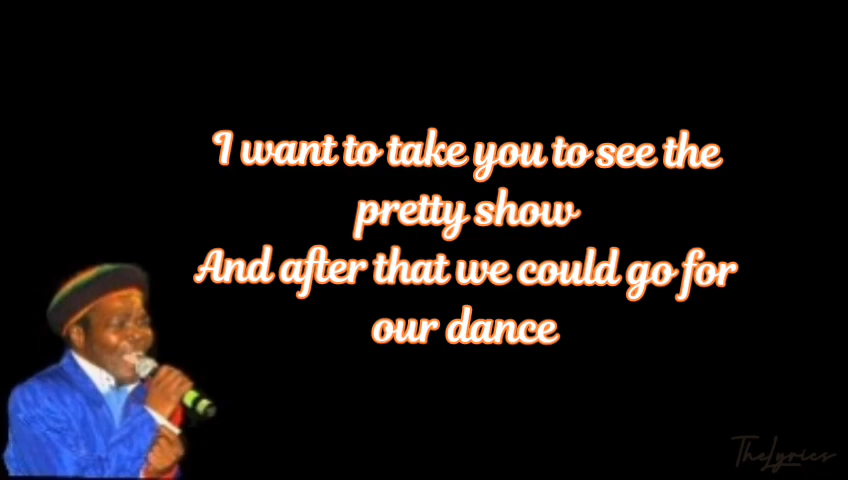 I want to take you to see the
pretty show
And after that we could go for
our dance
TheLyrics